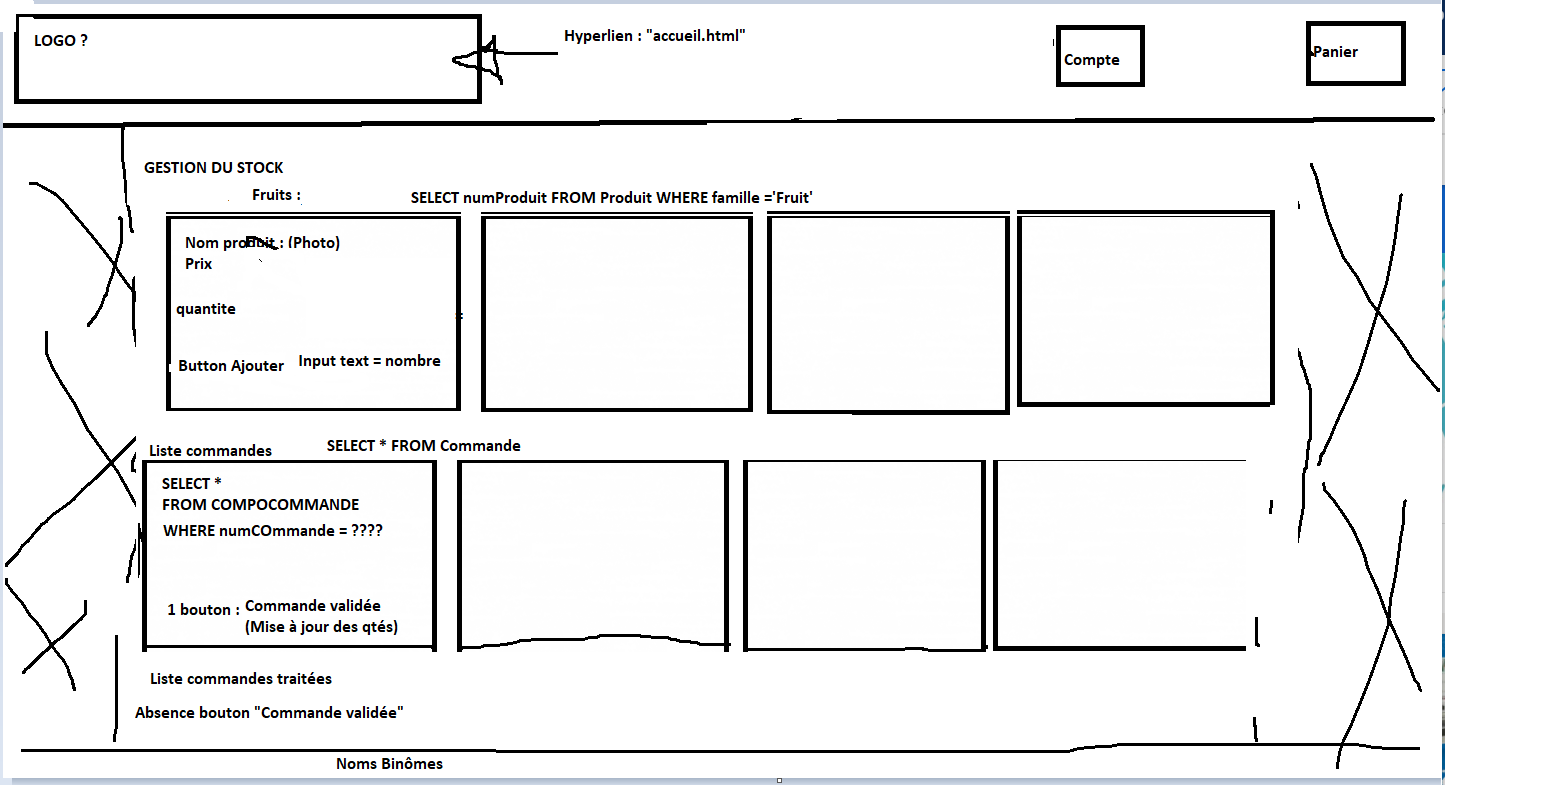 LOGO ?
Hyperlien : "accueil.html"
Compte
Panier
GESTION DU STOCK
Fruits :
SELECT numProduit FROM Produit WHERE famille ='Fruit'
Nom produit : (Photo)
Prix
quantite
Button Ajouter
Input text = nombre
Liste commandes
SELECT * FROM Commande
SELECT *
FROM COMPOCOMMANDE
WHERE numCOmmande = ????
1 bouton : Commande validée
(Mise à jour des qtés)
Liste commandes traitées
Absence bouton "Commande validée"
Noms Binômes